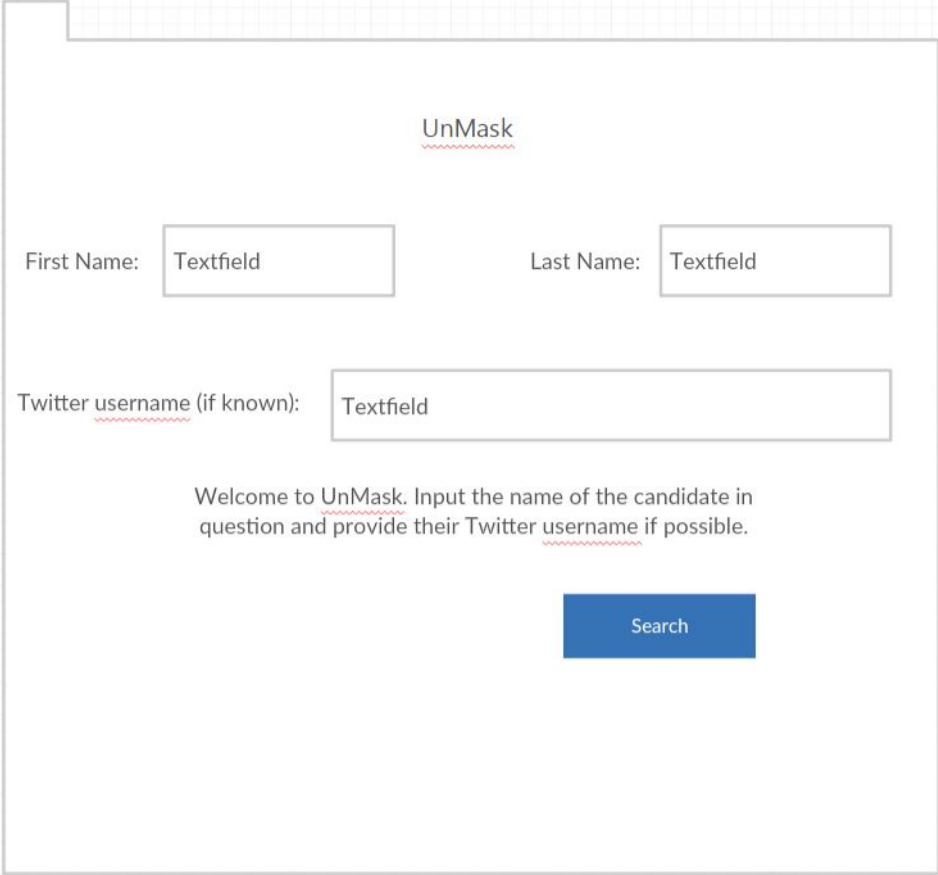 UnMask
First Name: Textfield Last Name: Textfield
Twitter username (if known): Textfield
Welcome to UnMask. Input the name of the candidate in
question and provide their Twitter username if possible.
Search